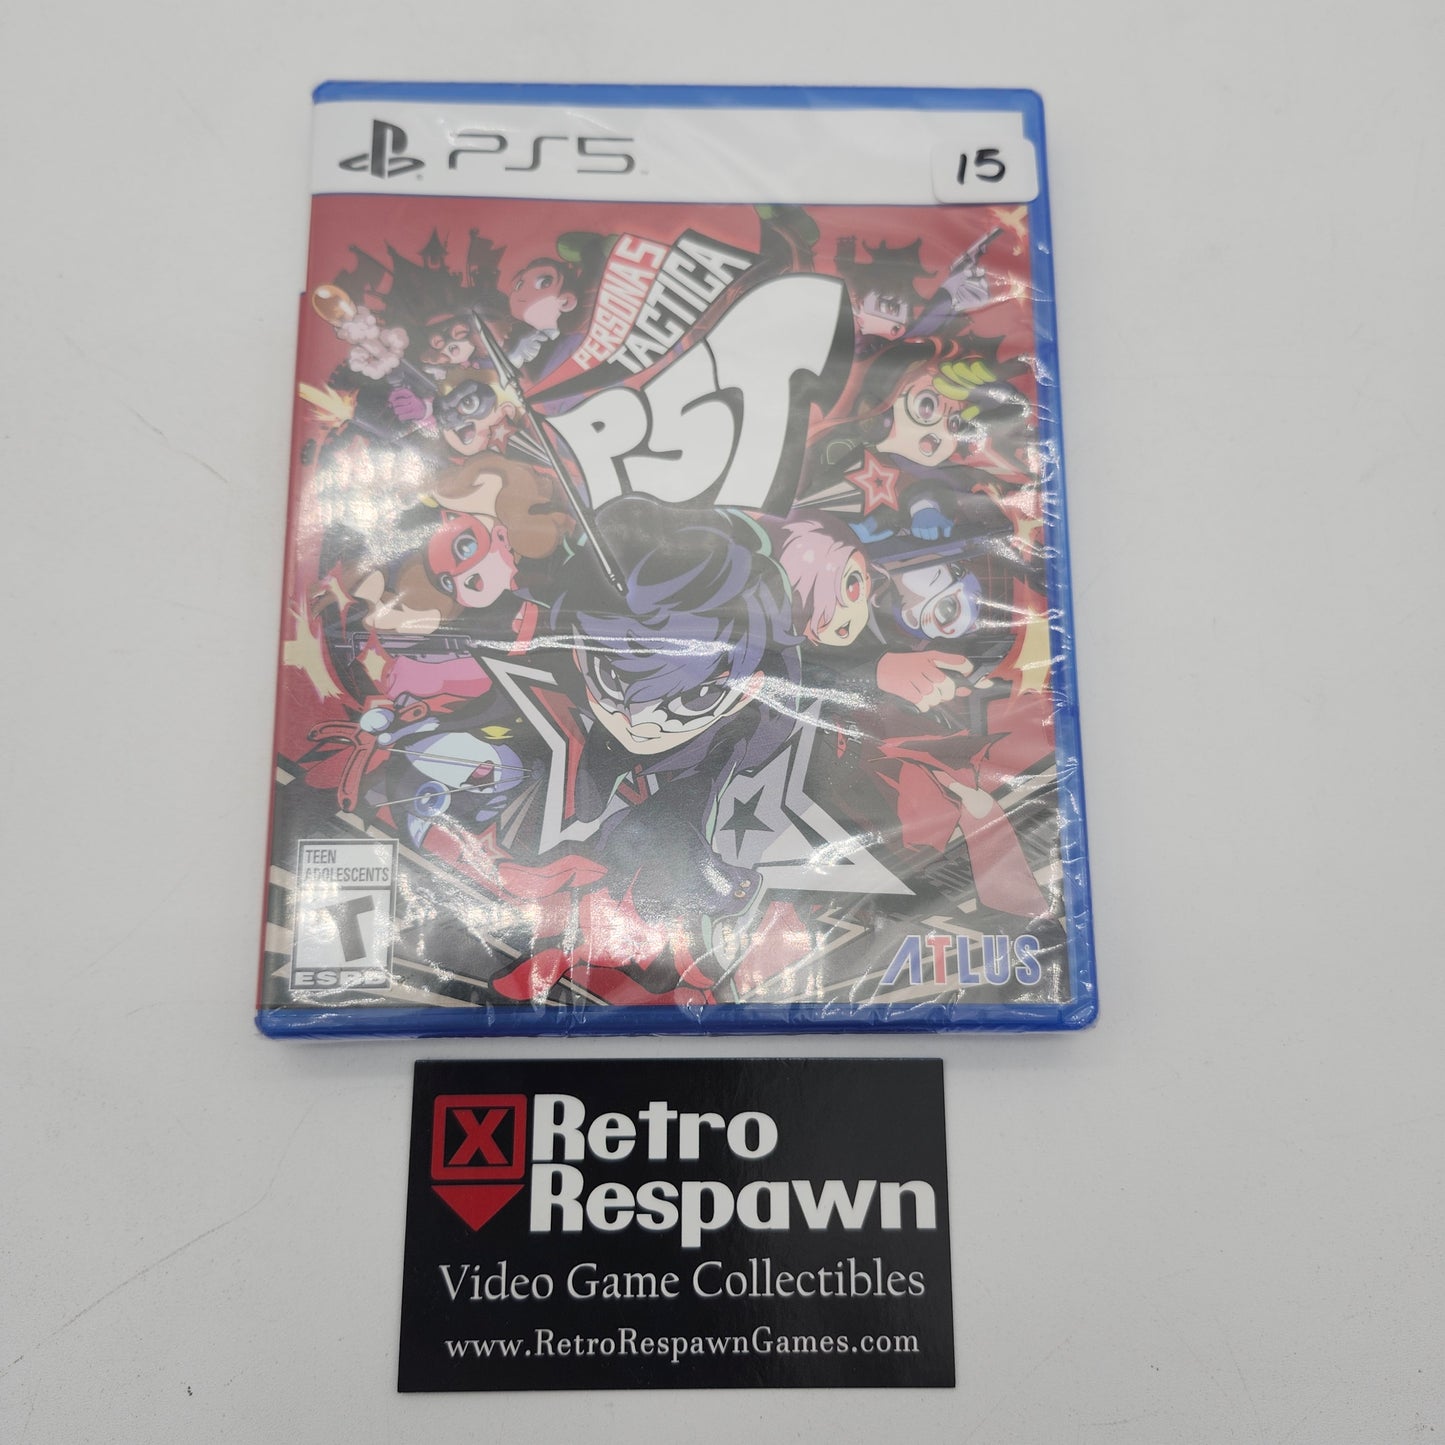 PS5
15
PERSONA5
TACTICA
P5T
TEEN
ADOLESCENTS
T
ESRB
ATLUS
X Retro
Respawn
Video Game Collectibles
www.RetroRespawnGames.com